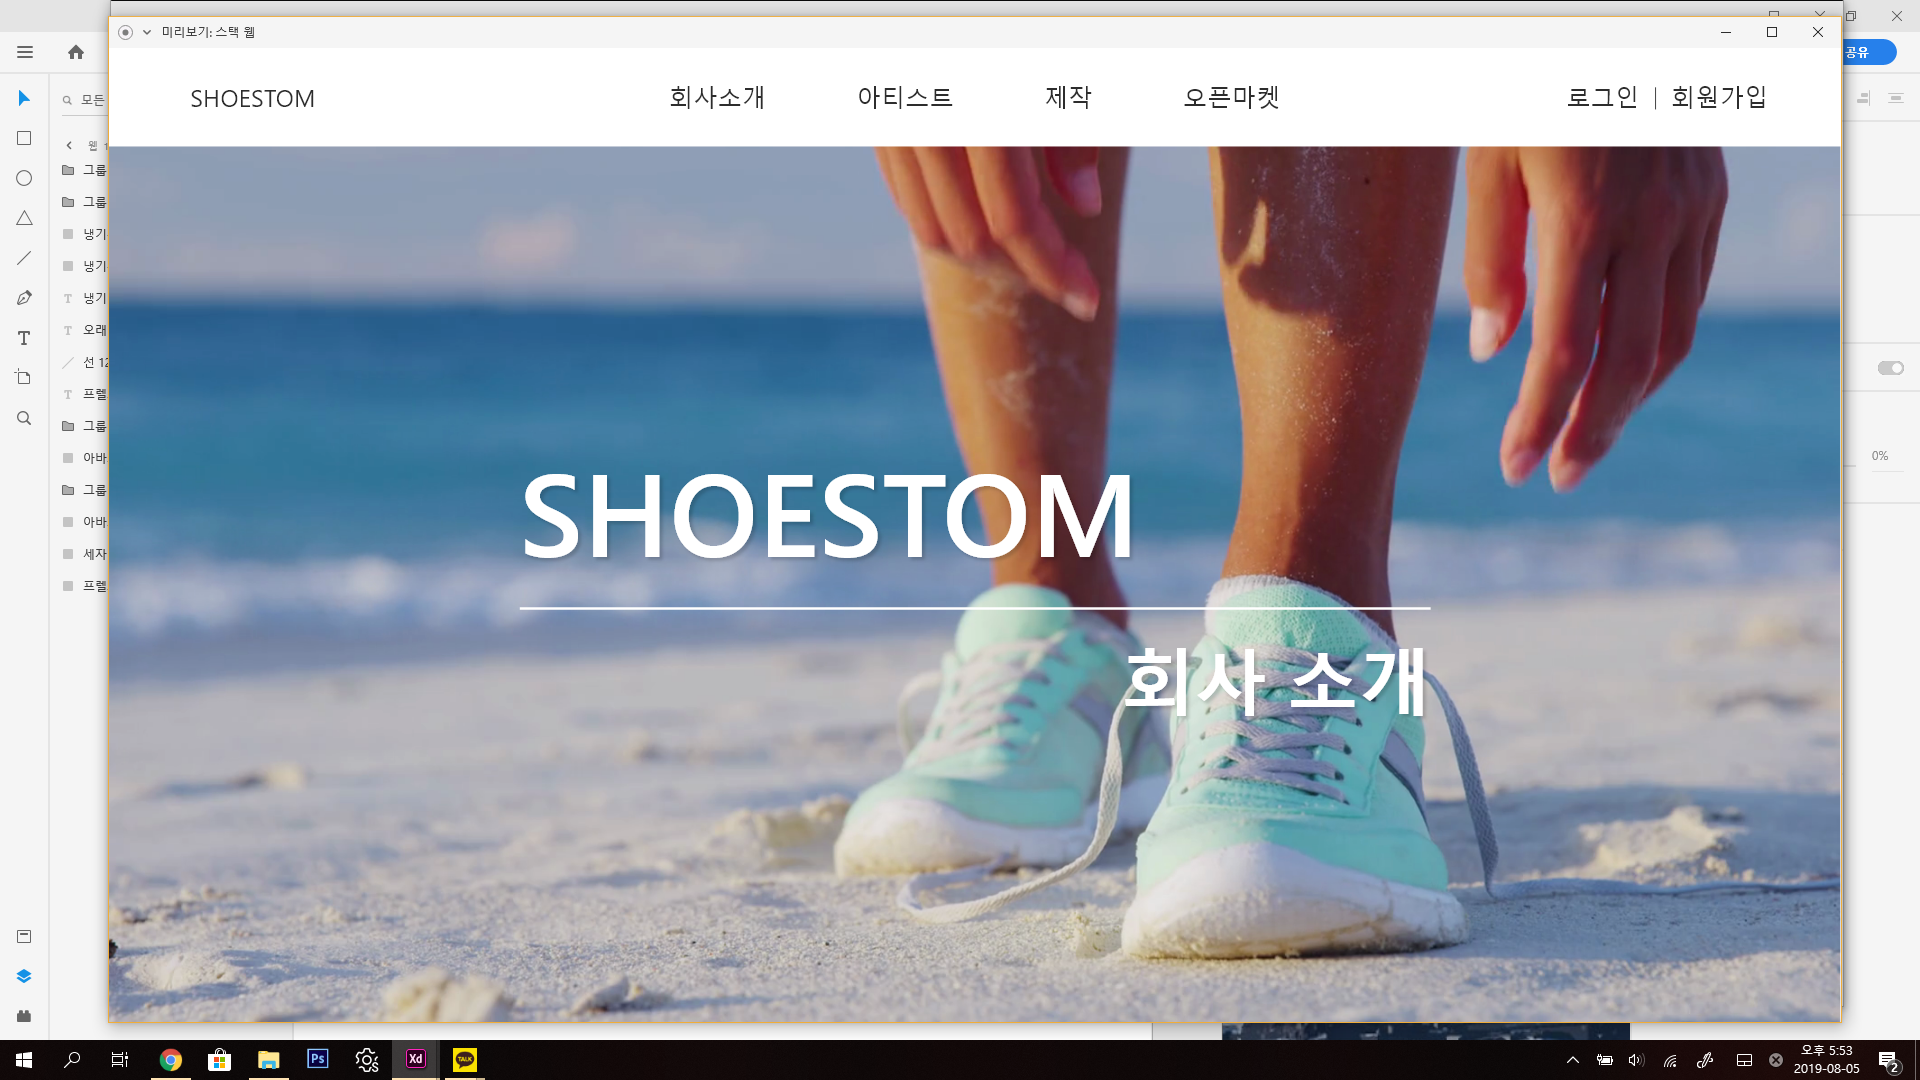 미리보기: 스택 웹
공유
SHOESTOM 회사소개 아티스트 제작 오픈마켓 로그인 | 회원가입
모든
웹 1
그룹
그룹
냉기
냉기
냉기
오래
선 12
프렐
그룹
아바
그룹
아바
세자
프렐
0%
SHOESTOM
회사 소개
Ps
Xd
TALK
오후 5:53
2019-08-05
2